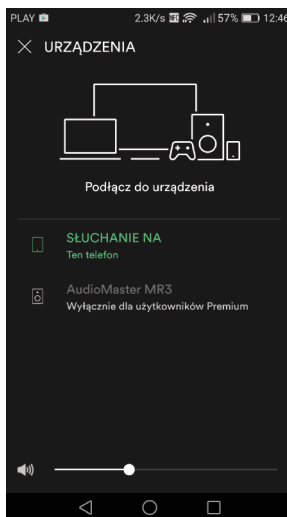 PLAY 2.3K/s 57% 12:46
URZĄDZENIA
Podłącz do urządzenia
SŁUCHANIE NA
Ten telefon
AudioMaster MR3
Wyłącznie dla użytkowników Premium